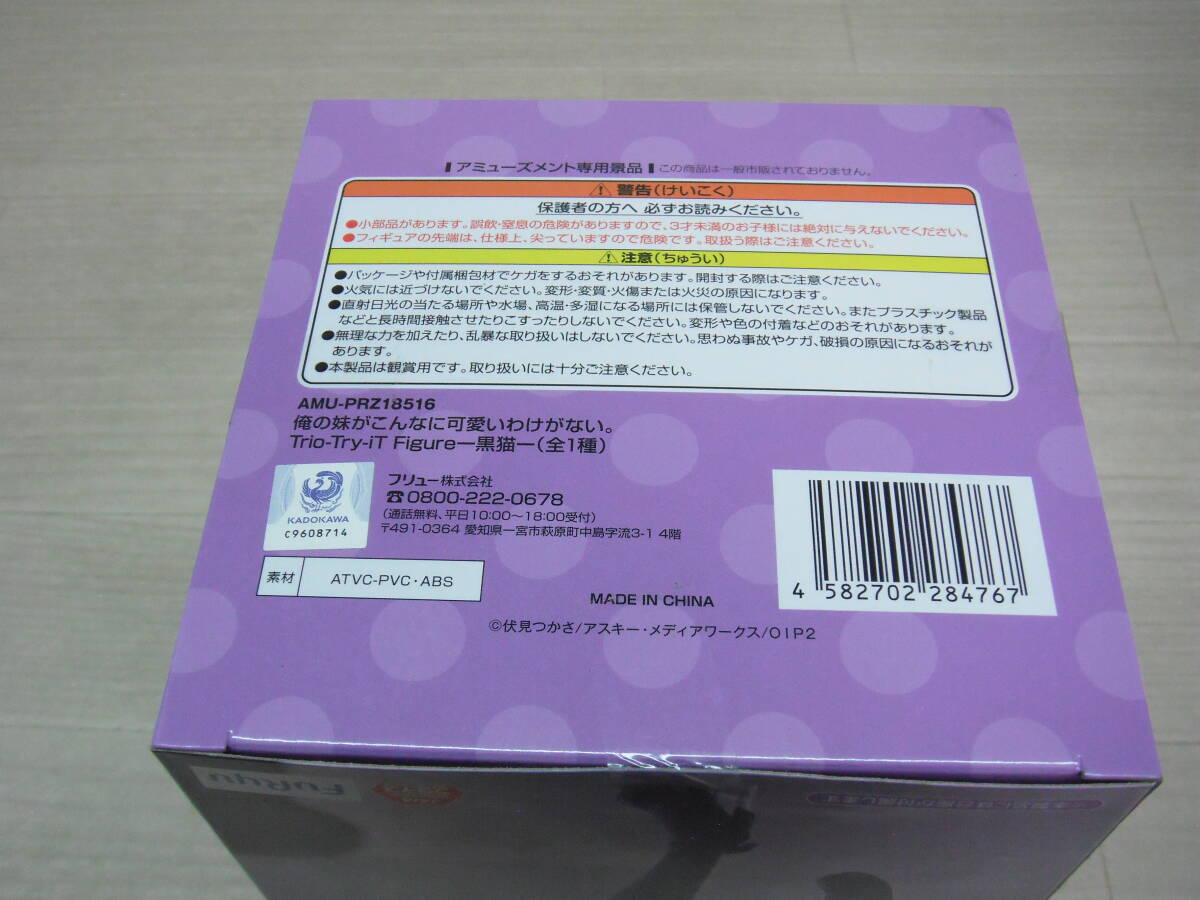 アミューズメント専用景品 この商品は一般市販されておりません。
警告(けいこく)
保護者の方へ 必ずお読みください。
●小部品があります。誤飲・窒息の危険がありますので、3才未満のお子様には絶対に与えないでください。
●フィギュアの先端は、仕様上、尖っていますので危険です。取扱う際はご注意ください。
注意(ちゅうい)
●パッケージや付属梱包材でケガをするおそれがあります。開封する際はご注意ください。
●火気には近づけないでください。変形・変質・火傷または火災の原因になります。
●直射日光の当たる場所や水場、高温・多湿になる場所には保管しないでください。またプラスチック製品
などと長時間接触させたりこすったりしないでください。変形や色の付着などのおそれがあります。
●無理な力を加えたり、乱暴な取り扱いはしないでください。思わぬ事故やケガ、破損の原因になるおそれが
あります。
●本製品は観賞用です。取り扱いには十分ご注意ください。
AMU-PRZ18516
俺の妹がこんなに可愛いわけがない。
Trio-Try-iT Figure―黒猫―(全1種)
KADOKAWA
C9608714
フリュー株式会社
☎0800-222-0678
(通話無料、平日10:00~18:00受付)
〒491-0364 愛知県一宮市萩原町中島字流3-1 4階
素材 ATVC-PVC・ABS
MADE IN CHINA
4 582702 284767
©伏見つかさ/アスキー・メディアワークス/OIP2
FuRyu